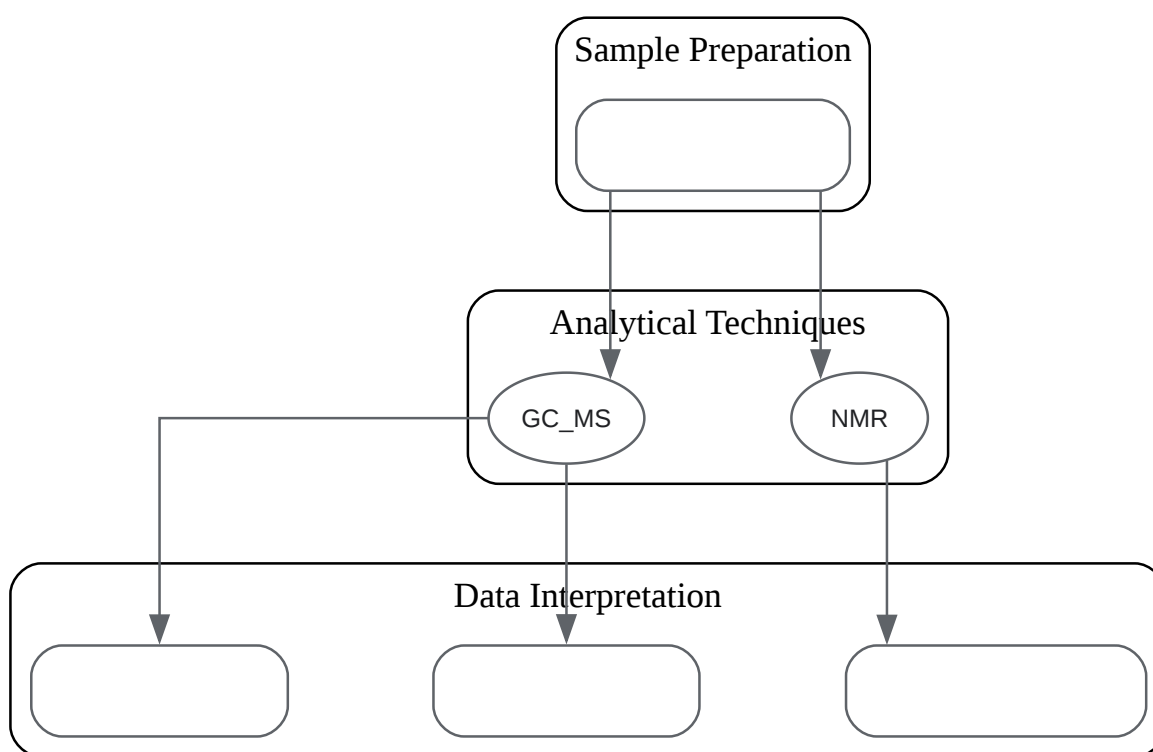 Sample Preparation
Analytical Techniques
GC_MS
NMR
Data Interpretation